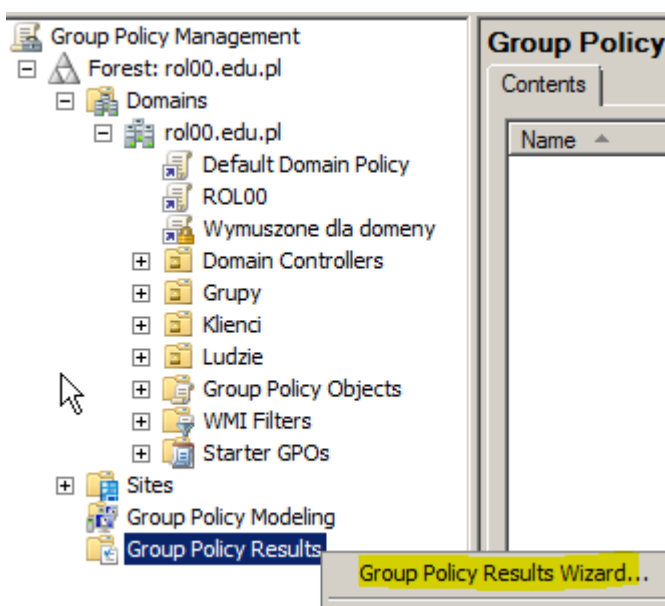 Group Policy Management
Forest: rol00.edu.pl
Domains
rol00.edu.pl
Default Domain Policy
ROL00
Wymuszone dla domeny
Domain Controllers
Grupy
Klienci
Ludzie
Group Policy Objects
WMI Filters
Starter GPOs
Sites
Group Policy Modeling
Group Policy Results
Group Policy
Contents
Name
Group Policy Results Wizard...